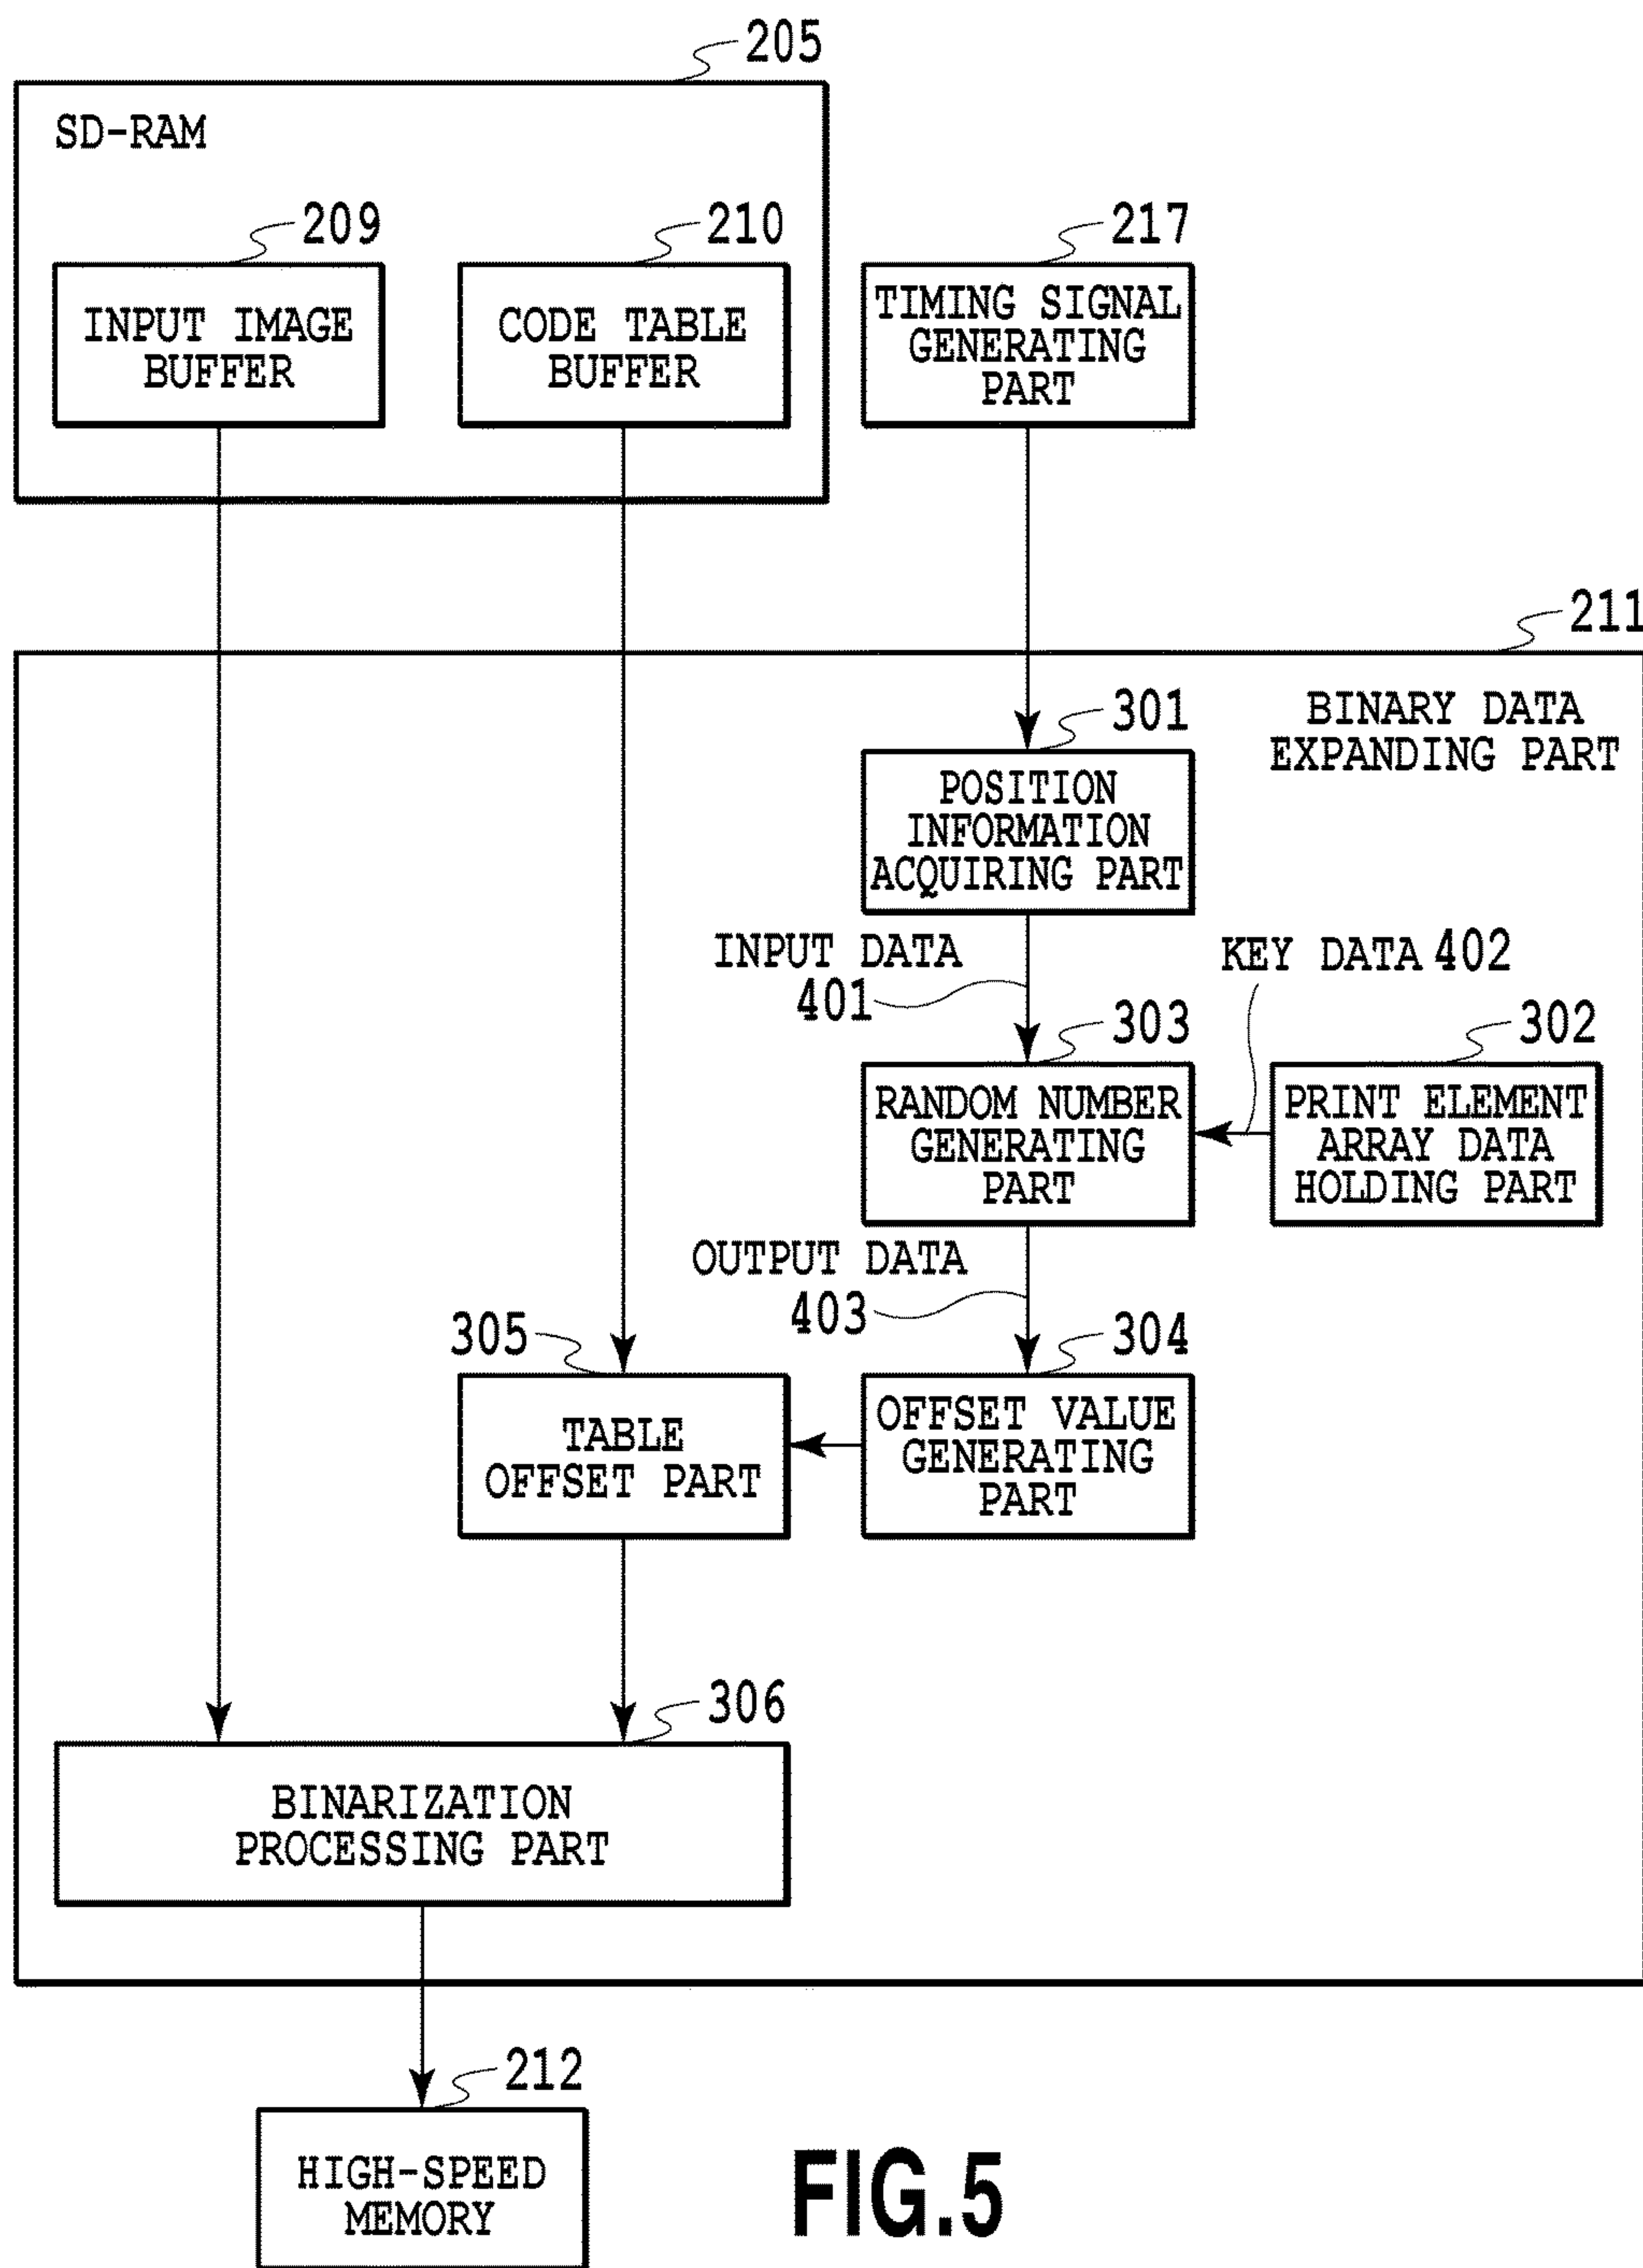 205
SD-RAM
209
210
217
INPUT IMAGE
BUFFER
CODE TABLE
BUFFER
TIMING SIGNAL
GENERATING
PART
211
BINARY DATA
EXPANDING PART
301
POSITION
INFORMATION
ACQUIRING PART
INPUT DATA
401
KEY DATA 402
303
302
RANDOM NUMBER
GENERATING
PART
PRINT ELEMENT
ARRAY DATA
HOLDING PART
OUTPUT DATA
403
305
304
TABLE
OFFSET PART
OFFSET VALUE
GENERATING
PART
306
BINARIZATION
PROCESSING PART
212
HIGH-SPEED
MEMORY
FIG.5